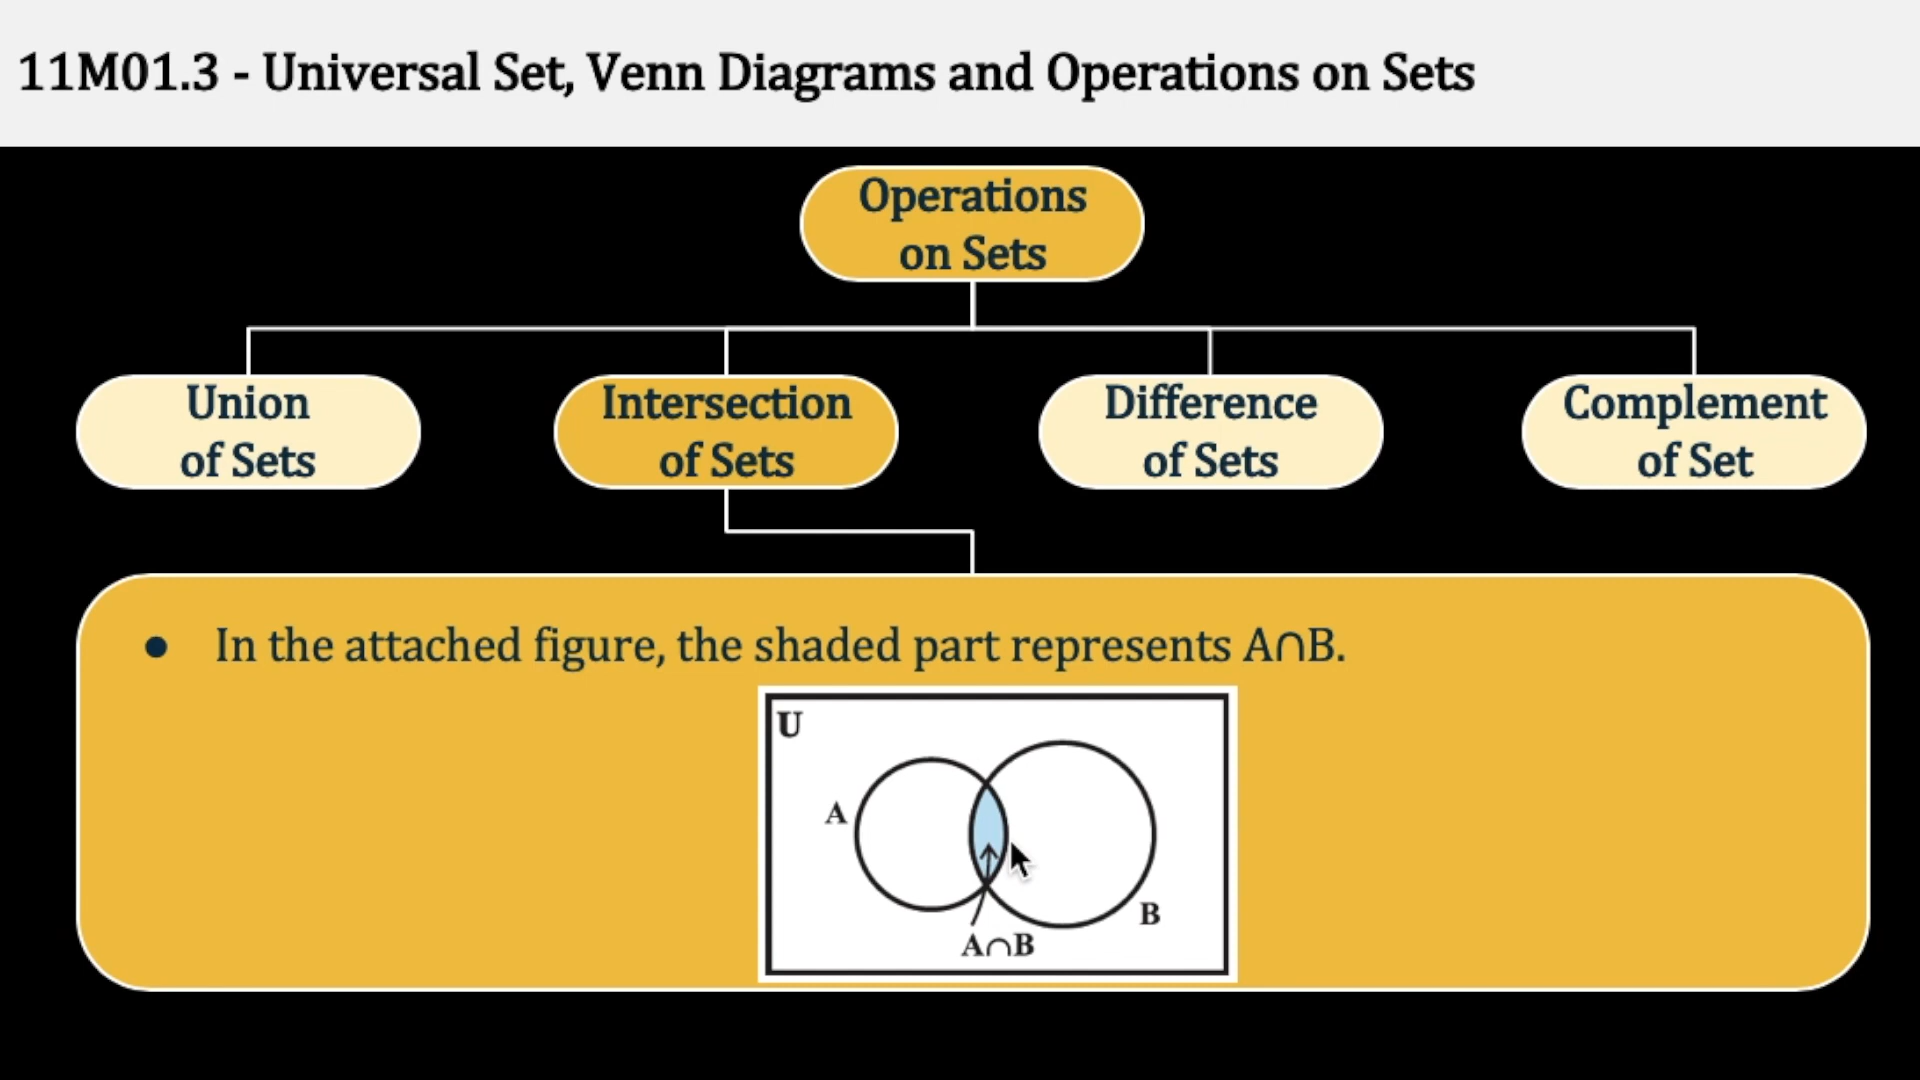 11M01.3 - Universal Set, Venn Diagrams and Operations on Sets
Operations
on Sets
Union
of Sets
Intersection
of Sets
Difference
of Sets
Complement
of Set
● In the attached figure, the shaded part represents A∩B.
U
A
B
A∩B